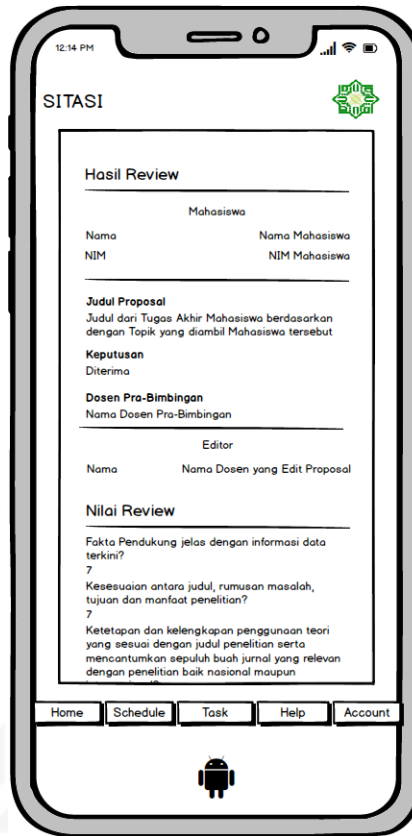 12:14 PM
SITASI
Hasil Review
Mahasiswa
Nama Nama Mahasiswa
NIM NIM Mahasiswa
Judul Proposal
Judul dari Tugas Akhir Mahasiswa berdasarkan
dengan Topik yang diambil Mahasiswa tersebut
Keputusan
Diterima
Dosen Pra-Bimbingan
Nama Dosen Pra-Bimbingan
Editor
Nama Nama Dosen yang Edit Proposal
Nilai Review
Fakta Pendukung jelas dengan informasi data
terkini?
7
Kesesuaian antara judul, rumusan masalah,
tujuan dan manfaat penelitian?
7
Ketetapan dan kelengkapan penggunaan teori
yang sesuai dengan judul penelitian serta
mencantumkan sepuluh buah jurnal yang relevan
dengan penelitian baik nasional maupun
Home Schedule Task Help Account